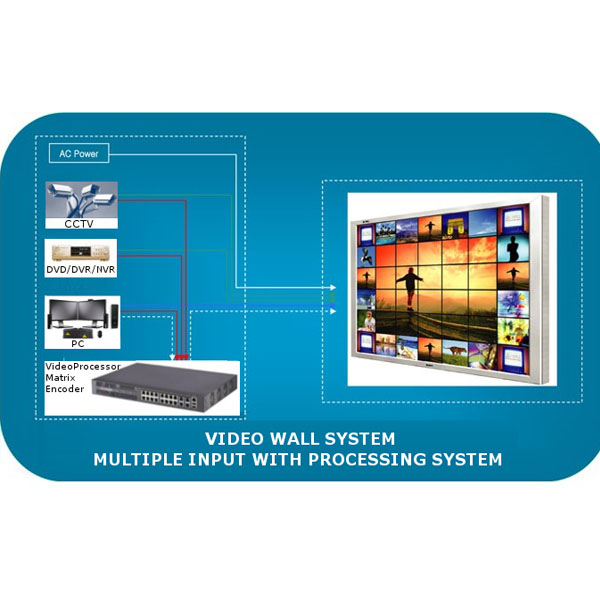 AC Power
CCTV
DVD/DVR/NVR
PC
VideoProcessor
Matrix
Encoder
VIDEO WALL SYSTEM
MULTIPLE INPUT WITH PROCESSING SYSTEM